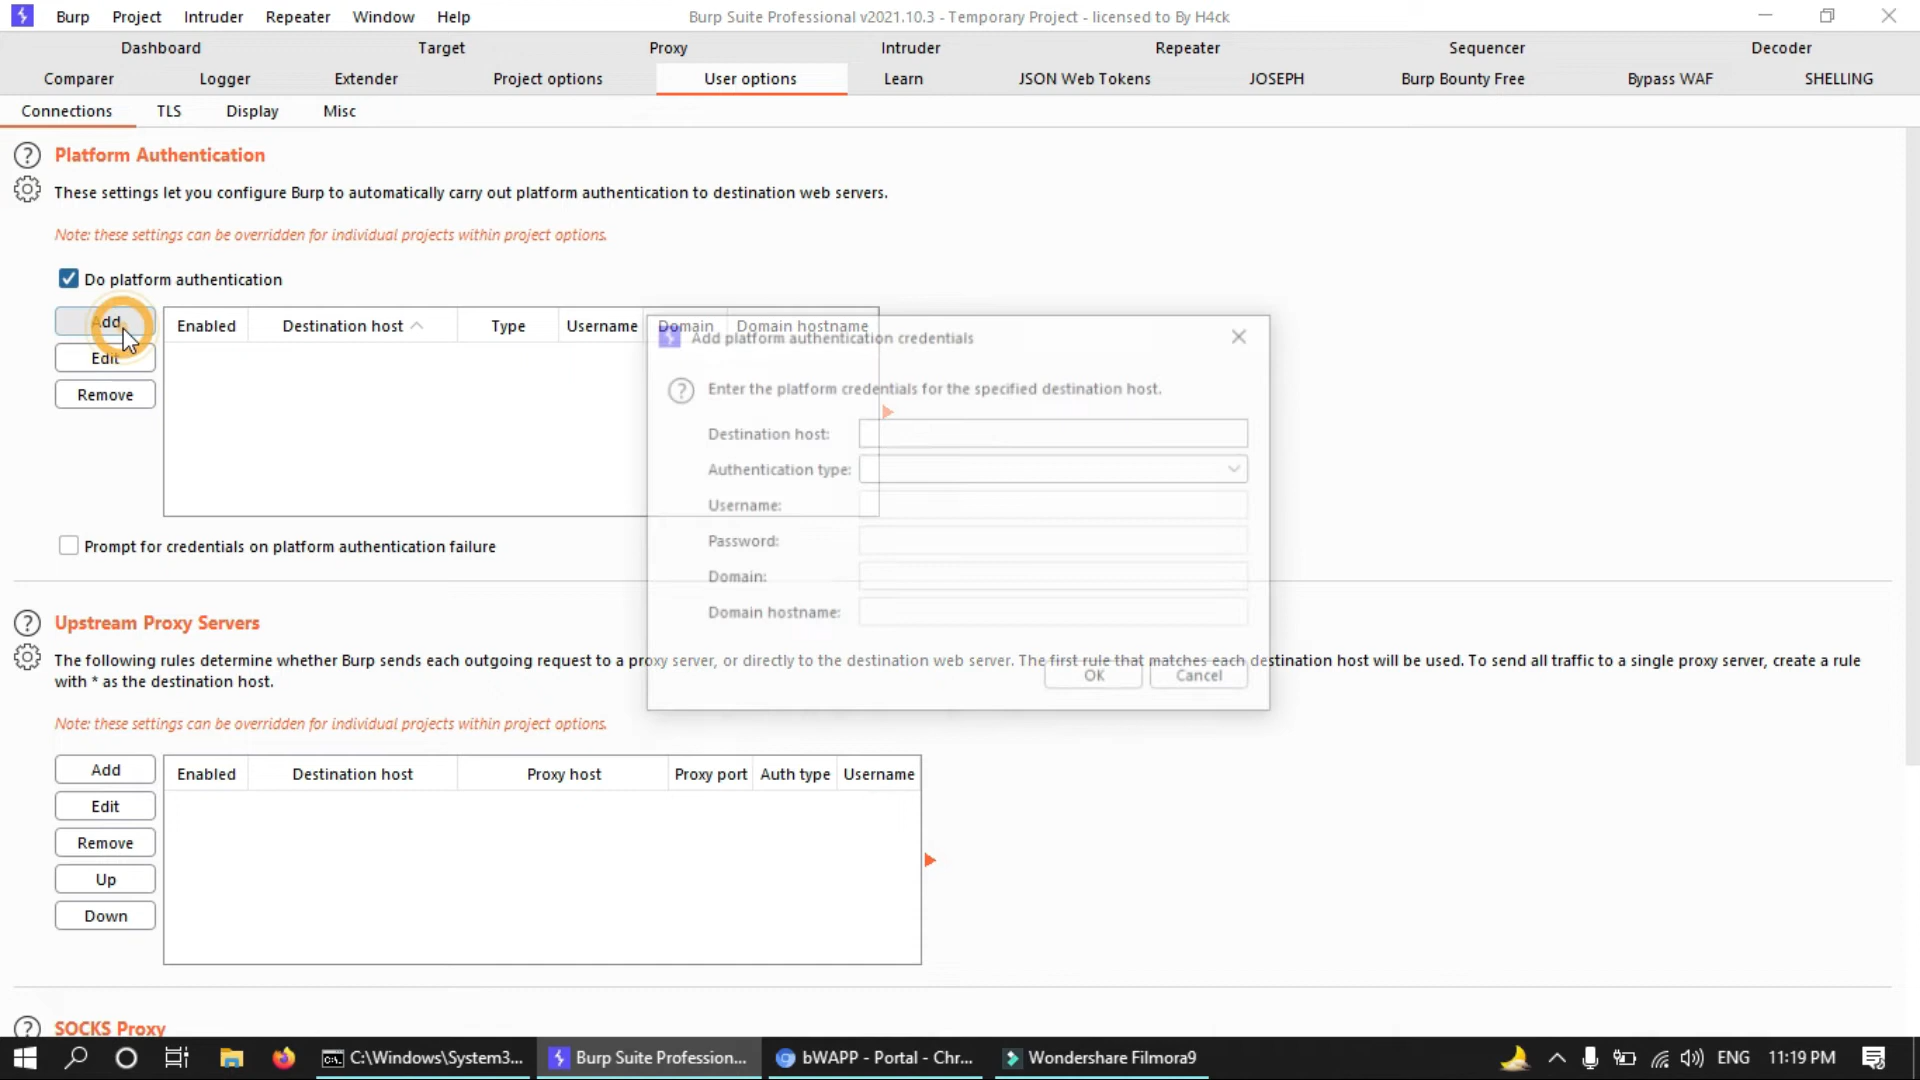 Burp Project Intruder Repeater Window Help Burp Suite Professional v2021.10.3 - Temporary Project - licensed to By H4ck
Dashboard Target Proxy Intruder Repeater Sequencer Decoder
Comparer Logger Extender Project options User options Learn JSON Web Tokens JOSEPH Burp Bounty Free Bypass WAF SHELLING
Connections TLS Display Misc
Platform Authentication
These settings let you configure Burp to automatically carry out platform authentication to destination web servers.
Note: these settings can be overridden for individual projects within project options.
Do platform authentication
Add
Edit
Remove
Enabled Destination host Type Username Domain Domain hostname
Prompt for credentials on platform authentication failure
Add platform authentication credentials
Enter the platform credentials for the specified destination host.
Destination host:
Authentication type:
Username:
Password:
Domain:
Domain hostname:
OK Cancel
Upstream Proxy Servers
The following rules determine whether Burp sends each outgoing request to a proxy server, or directly to the destination web server. The first rule that matches each destination host will be used. To send all traffic to a single proxy server, create a rule
with * as the destination host.
Note: these settings can be overridden for individual projects within project options.
Add
Edit
Remove
Up
Down
Enabled Destination host Proxy host Proxy port Auth type Username
SOCKS Proxy
C:\Windows\System3... Burp Suite Profession... bWAPP - Portal - Chr... Wondershare Filmora9 ENG 11:19 PM